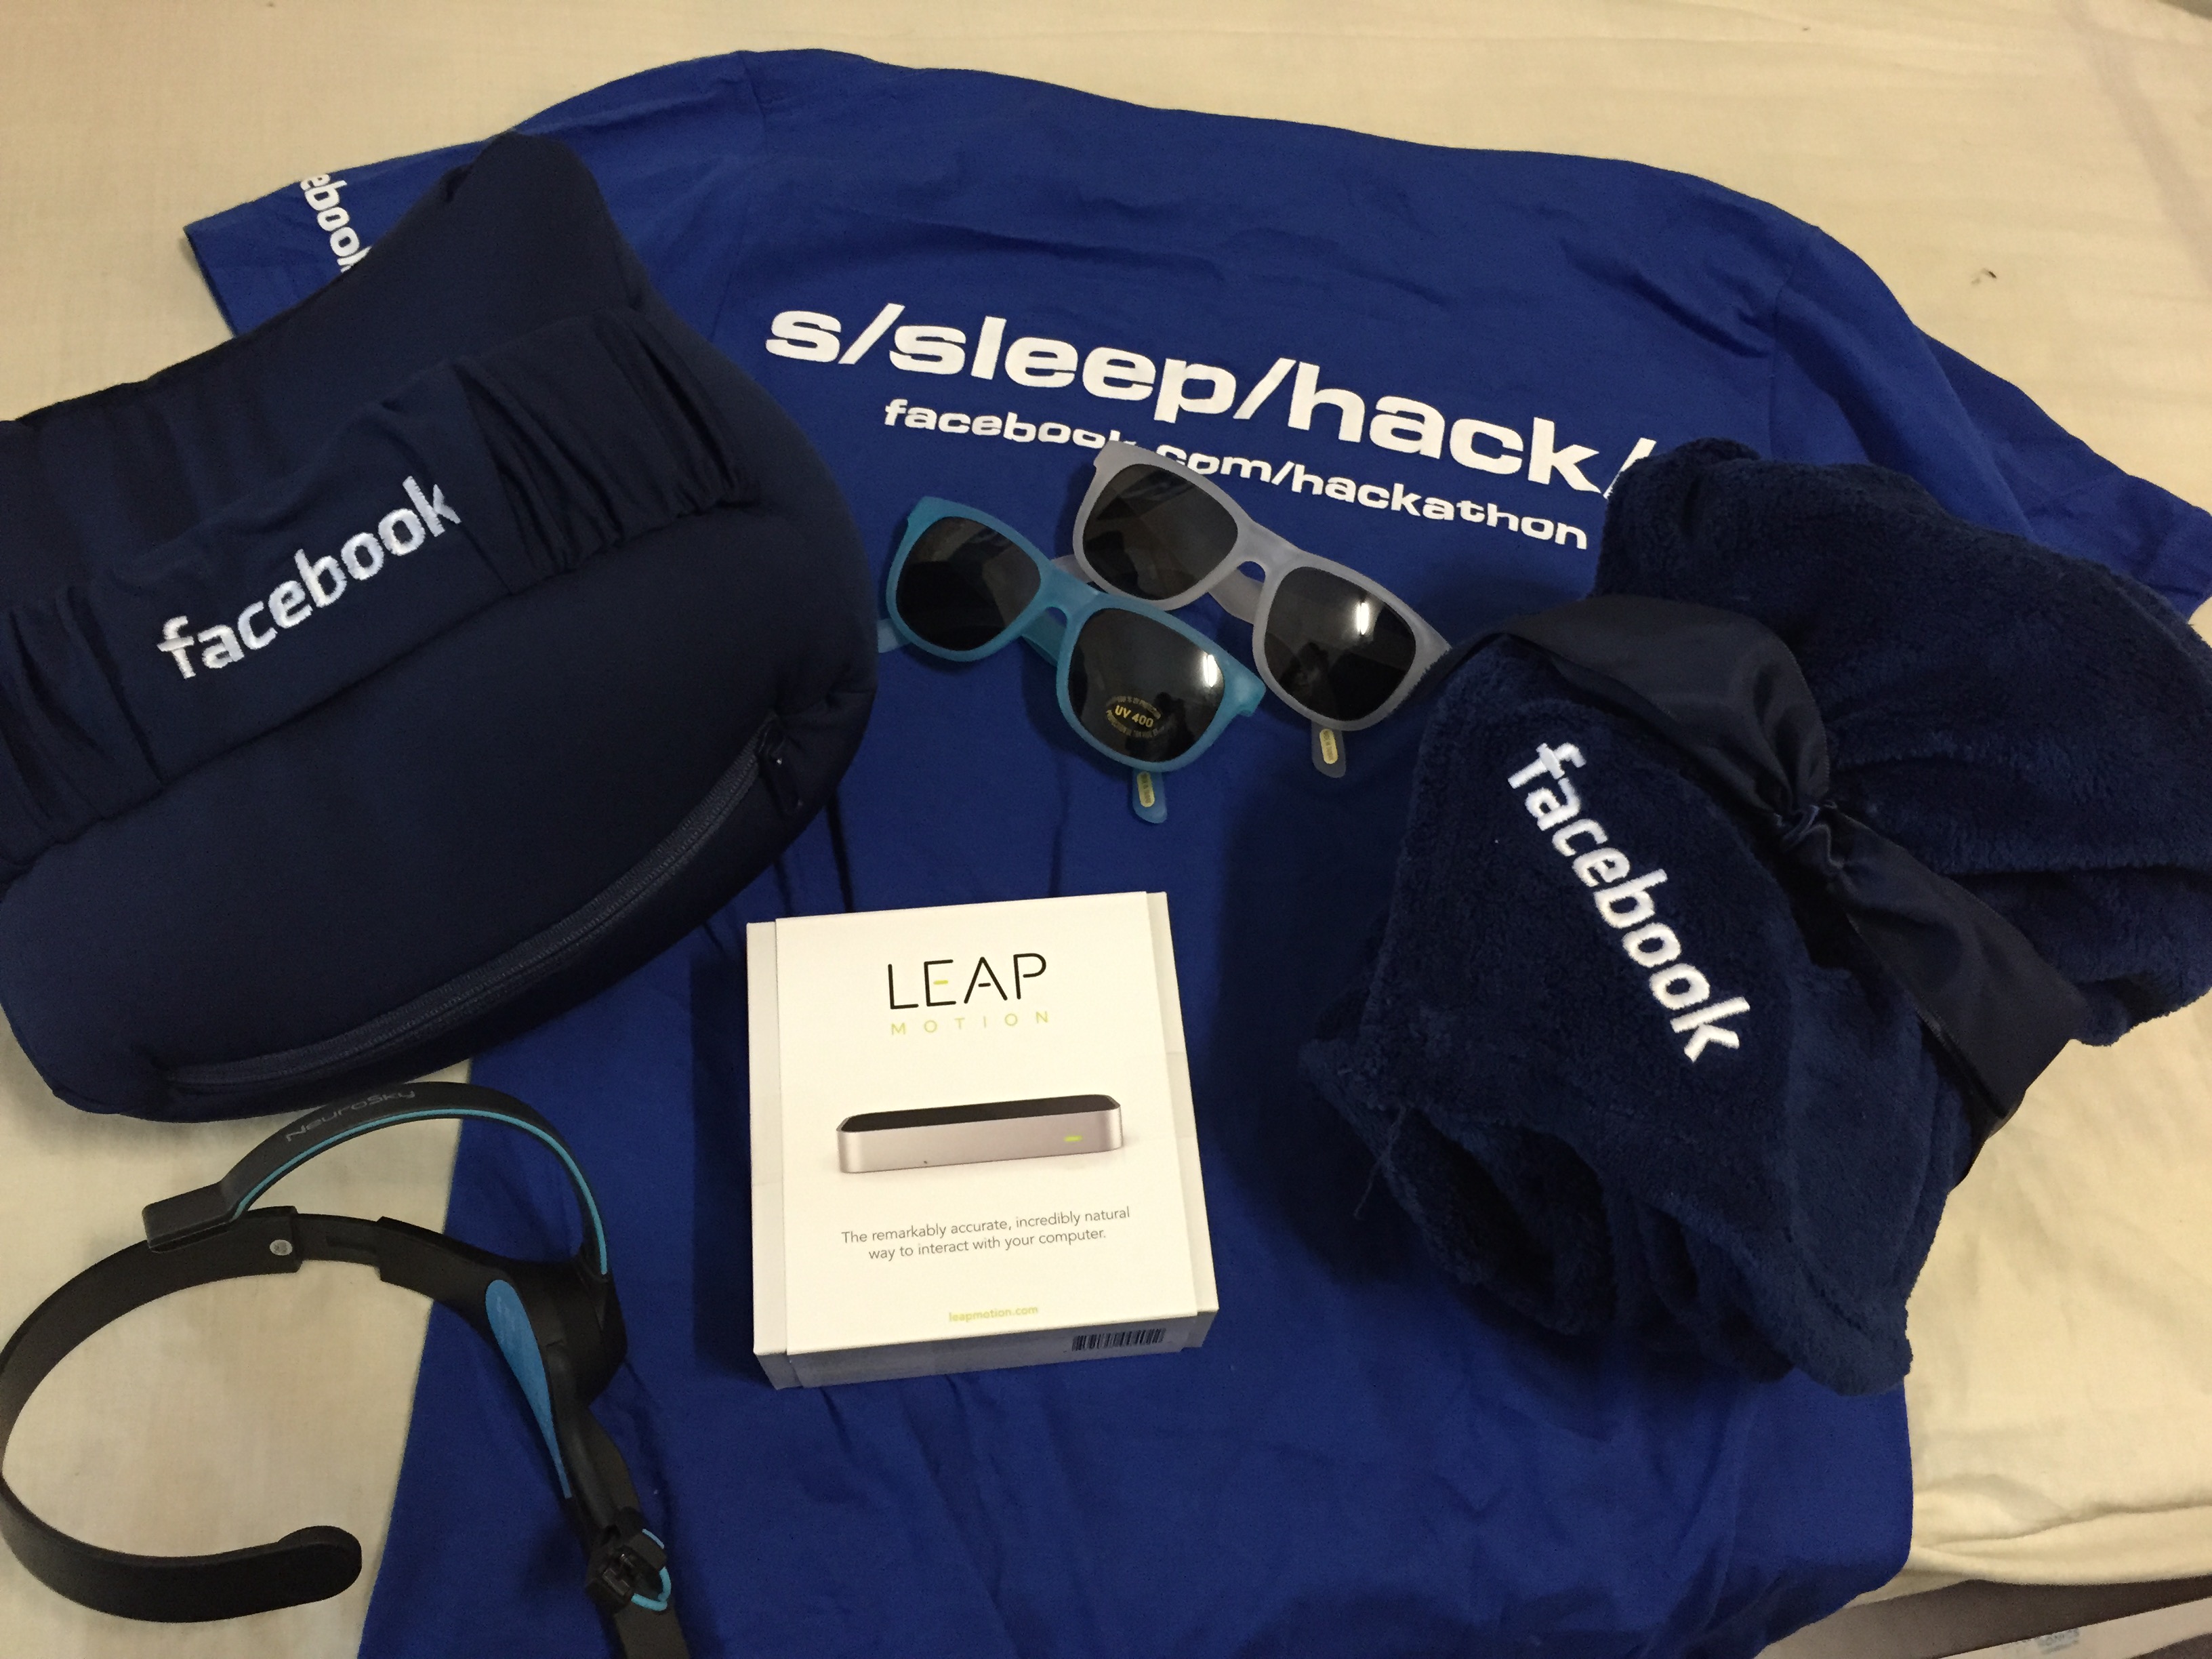 ebook
s/sleep/hack/
facebook.com/hackathon
facebook
UV 400
facebook
LEAP
MOTION
The remarkably accurate, incredibly natural
way to interact with your computer.
leapmotion.com
NeuroSky